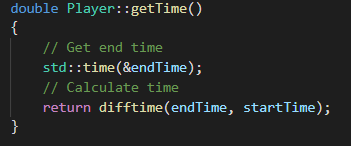 double Player::getTime()
{
    // Get end time
    std::time(&endTime);
    // Calculate time
    return difftime(endTime, startTime);
}